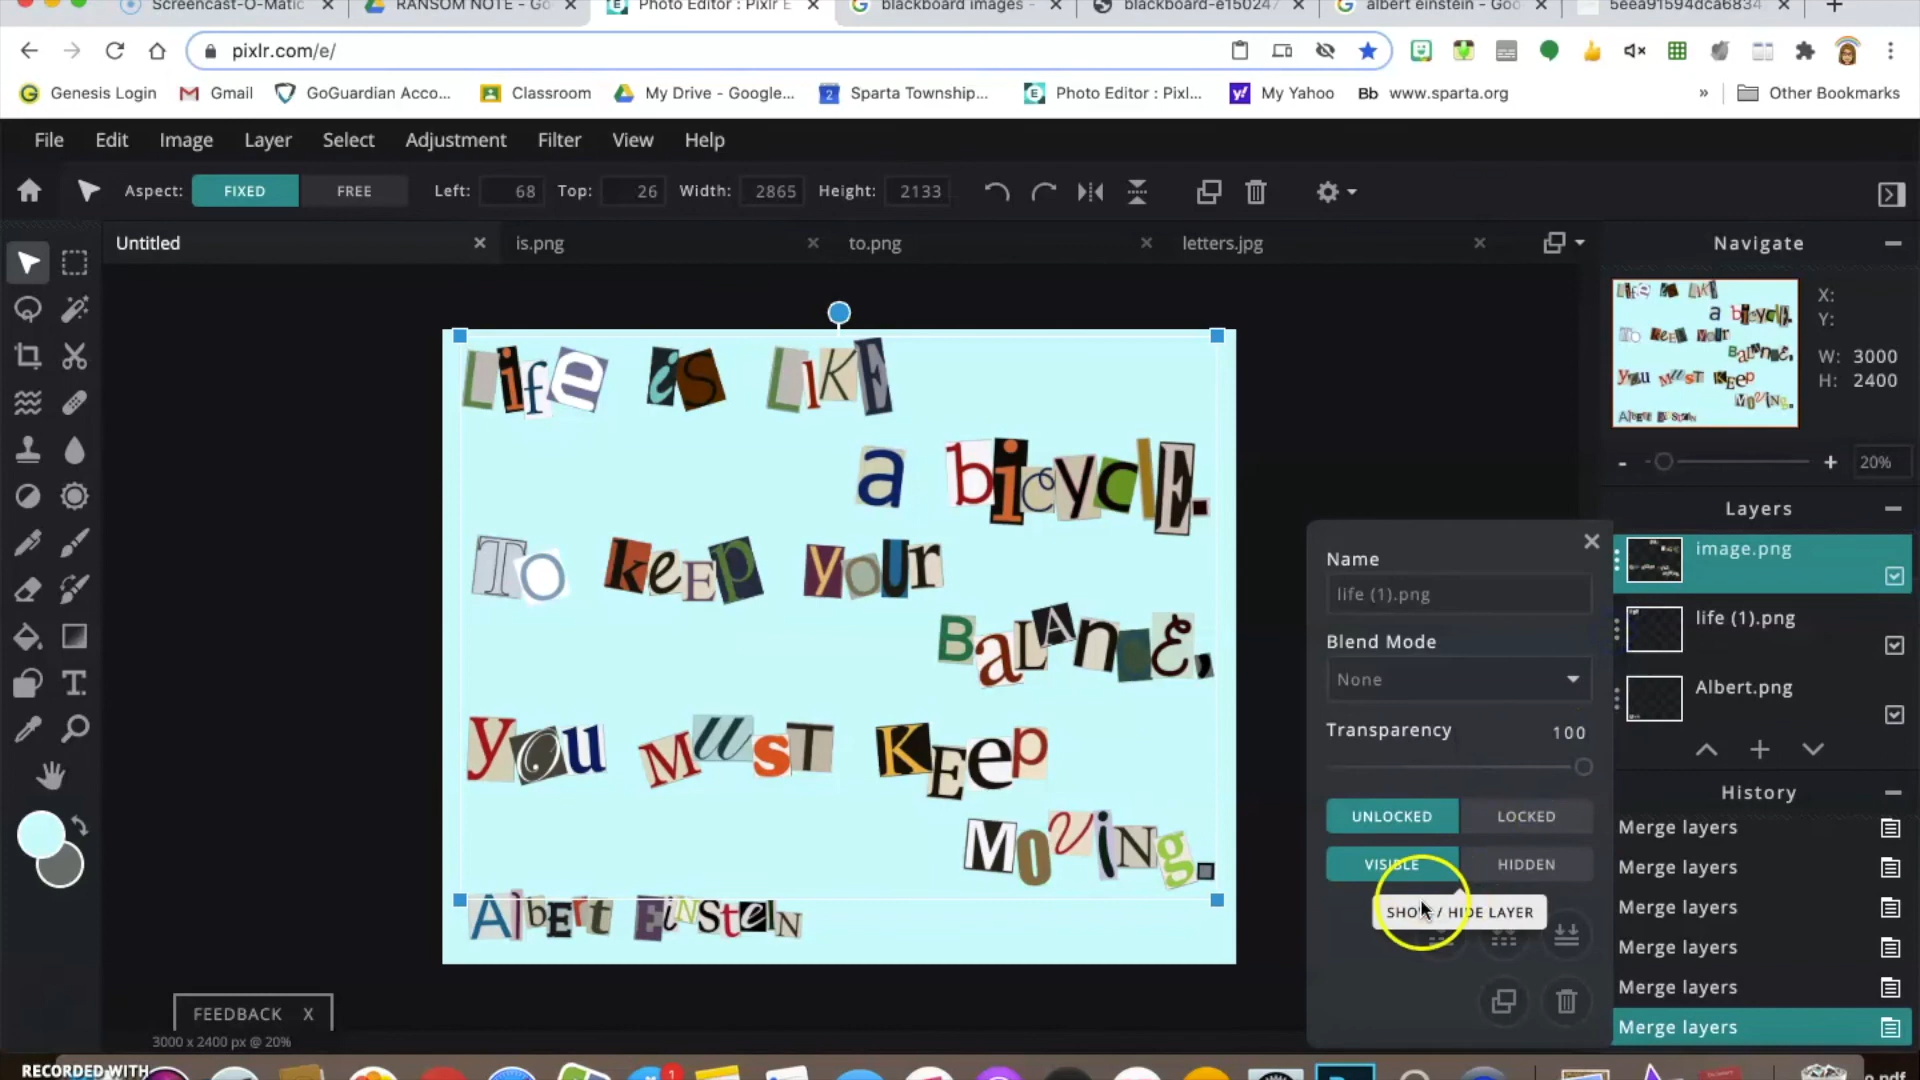 Screencast-O-Matic
RANSOM NOTE - Go
Photo Editor : Pixlr E
blackboard images -
blackboard-e150247
albert einstein - Goo
5eea91594dca6834
pixlr.com/e/
Genesis Login
Gmail
GoGuardian Acco...
Classroom
My Drive - Google...
2 Sparta Township...
Photo Editor : Pixl...
My Yahoo
Bb www.sparta.org
» Other Bookmarks
File Edit Image Layer Select Adjustment Filter View Help
Aspect: FIXED FREE Left: 68 Top: 26 Width: 2865 Height: 2133
Untitled
is.png
to.png
letters.jpg
Navigate
X:
Y:
W: 3000
H: 2400
- + 20%
Life is LIKE
a bicyclE.
To keEp your
BaLAncE,
you MUsT KEep
MOving.
Albert EiNSteIN
Name
life (1).png
Blend Mode
None
Transparency 100
UNLOCKED LOCKED
VISIBLE HIDDEN
SHOW / HIDE LAYER
Layers
image.png
life (1).png
Albert.png
History
Merge layers
Merge layers
Merge layers
Merge layers
Merge layers
Merge layers
FEEDBACK X
3000 x 2400 px @ 20%
RECORDED WITH
1